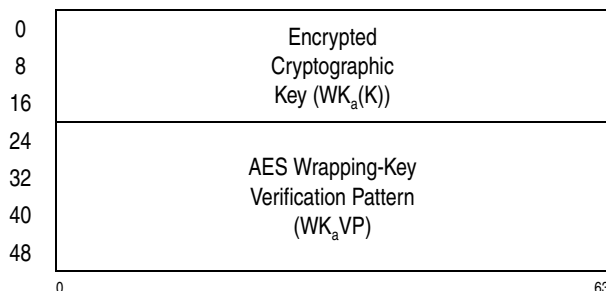 0
Encrypted
8
Cryptographic
16
Key (WKa(K))
24
AES Wrapping-Key
32
Verification Pattern
40
(WKaVP)
48
0 63